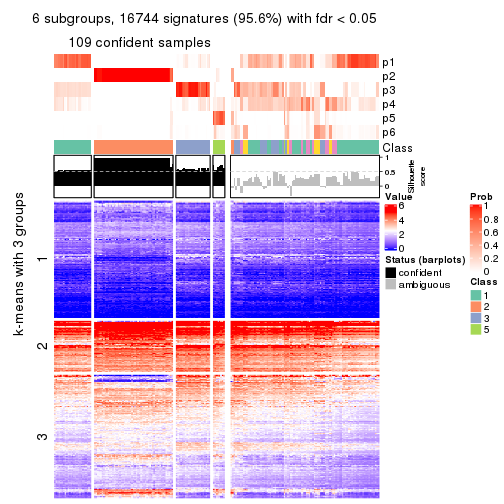 6 subgroups, 16744 signatures (95.6%) with fdr < 0.05
109 confident samples
p1
p2
p3
p4
p5
p6
Class
1
0.5
0
Silhouette
score
k-means with 3 groups
1
2
3
Value
6
4
2
0
Status (barplots)
confident
ambiguous
Prob
1
0.8
0.6
0.4
0.2
0
Class
1
2
3
5